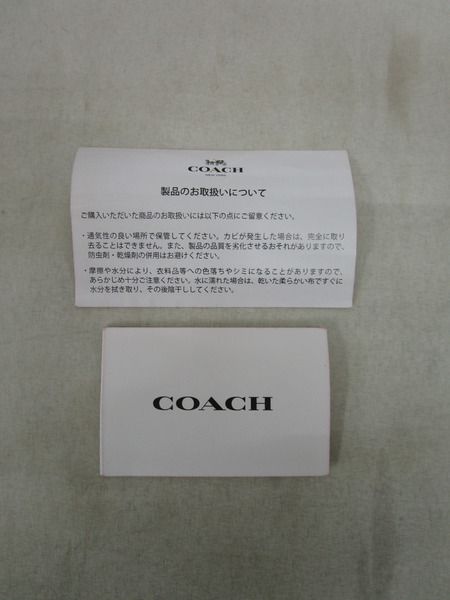 COACH
NEW YORK
製品のお取扱いについて
ご購入いただいた商品のお取扱いには以下の点にご留意ください。
・通気性の良い場所で保管してください。カビが発生した場合は、完全に取り
去ることはできません。また、製品の品質を劣化させるおそれがありますので、
防虫剤・乾燥剤の併用はお避けください。
・摩擦や水分により、衣料品等への色落ちやシミになることがありますので、
あらかじめ十分ご注意ください。水に濡れた場合は、乾いた柔らかい布ですぐに
水分を拭き取り、その後陰干ししてください。
COACH